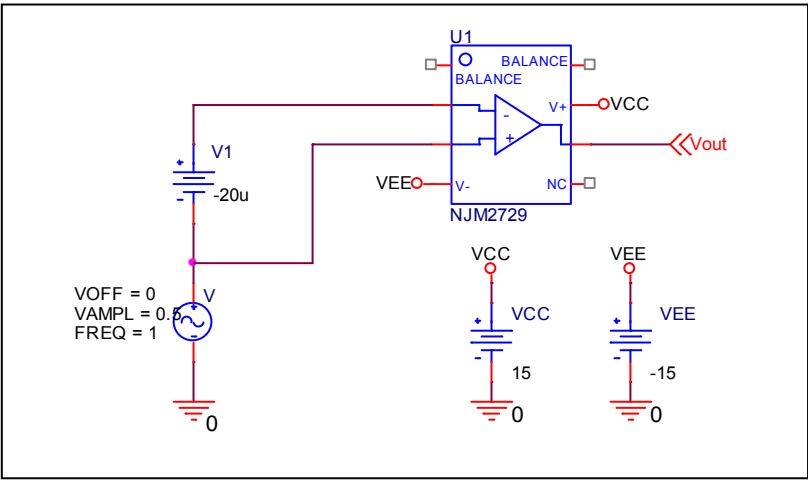 U1
BALANCE
BALANCE
V+
VCC
-
+
Vout
V1
+
-
-20u
VEE
V-
NC
NJM2729
VCC
VEE
VOFF = 0
VAMPL = 0.5
FREQ = 1
V
+
-
VCC
+
-
15
VEE
+
-
-15
0
0
0